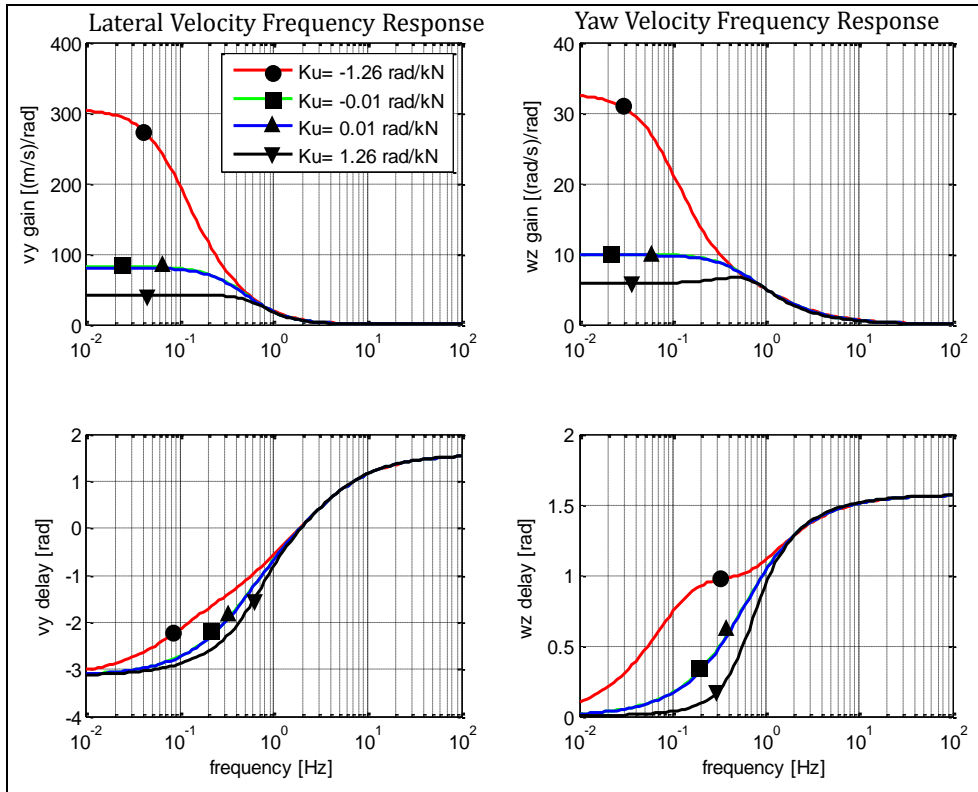 Lateral Velocity Frequency Response
Yaw Velocity Frequency Response
400
300
200
100
0
vy gain [(m/s)/rad]
Ku= -1.26 rad/kN
Ku= -0.01 rad/kN
Ku= 0.01 rad/kN
Ku= 1.26 rad/kN
10^-2 10^-1 10^0 10^1 10^2
40
30
20
10
0
wz gain [(rad/s)/rad]
10^-2 10^-1 10^0 10^1 10^2
2
1
0
-1
-2
-3
-4
vy delay [rad]
10^-2 10^-1 10^0 10^1 10^2
frequency [Hz]
2
1.5
1
0.5
0
wz delay [rad]
10^-2 10^-1 10^0 10^1 10^2
frequency [Hz]